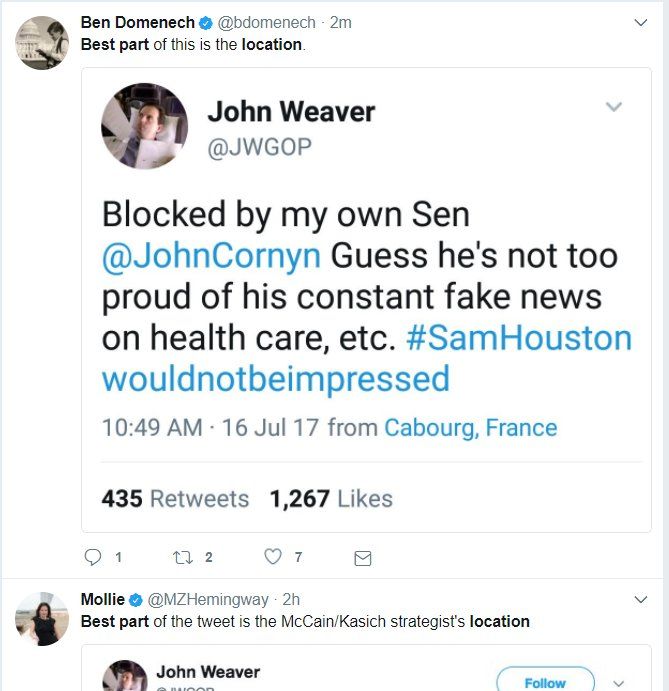 Ben Domenech @bdomenech · 2m
Best part of this is the location.
John Weaver
@JWGOP
Blocked by my own Sen
@JohnCornyn Guess he's not too
proud of his constant fake news
on health care, etc. #SamHouston
wouldnotbeimpressed
10:49 AM · 16 Jul 17 from Cabourg, France
435 Retweets 1,267 Likes
1 2 7
Mollie @MZHemingway · 2h
Best part of the tweet is the McCain/Kasich strategist's location
John Weaver
@JWGOP
Follow